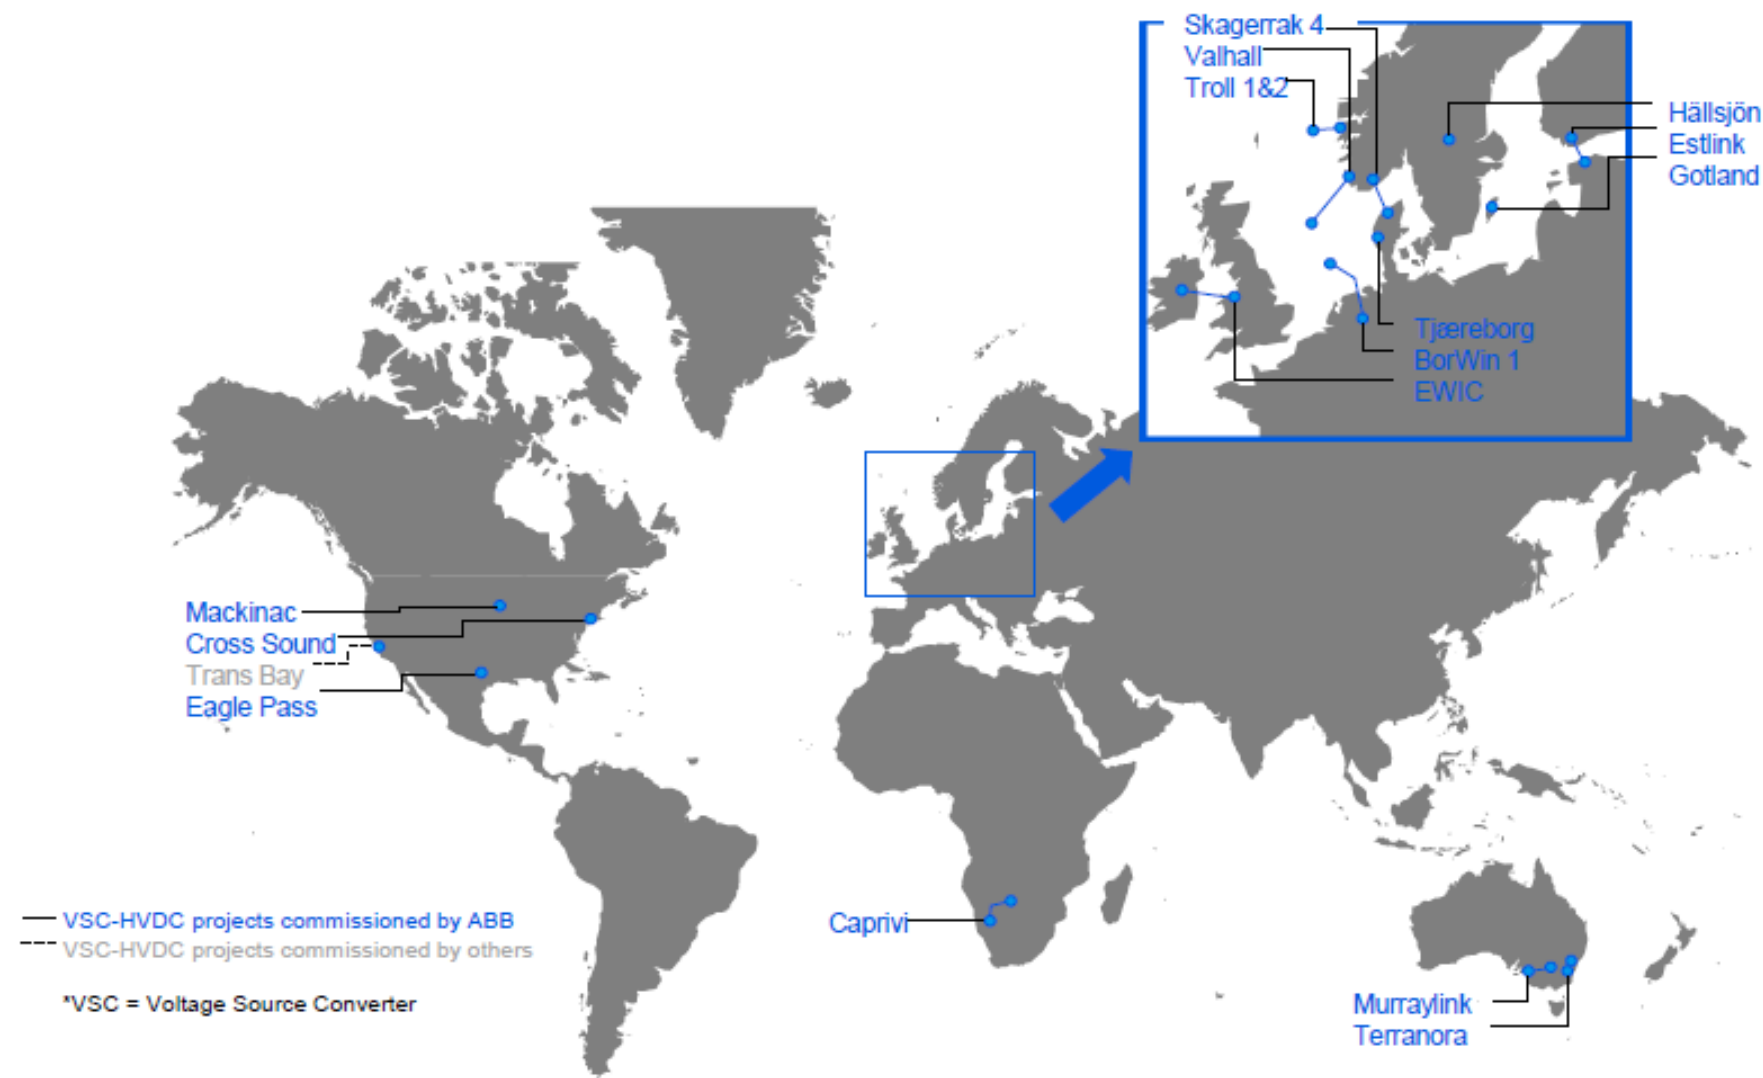 Skagerrak 4
Valhall
Troll 1&2
Hällsjön
Estlink
Gotland
Tjæreborg
BorWin 1
EWIC
Mackinac
Cross Sound
Trans Bay
Eagle Pass
Caprivi
VSC-HVDC projects commissioned by ABB
VSC-HVDC projects commissioned by others
*VSC = Voltage Source Converter
Murraylink
Terranora